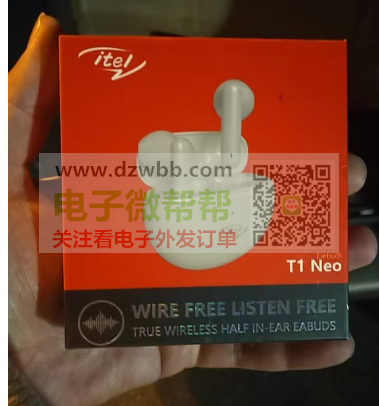 itel
www.dzwbb.com
电子微帮帮
关注看电子外发订单
Earbuds
T1 Neo
WIRE FREE LISTEN FREE
TRUE WIRELESS HALF IN-EAR EABUDS